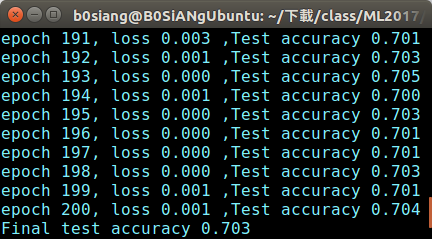 b0siang@B0SiANgUbuntu: ~/下載/class/ML2017/
epoch 191, loss 0.003 ,Test accuracy 0.701
epoch 192, loss 0.001 ,Test accuracy 0.703
epoch 193, loss 0.000 ,Test accuracy 0.705
epoch 194, loss 0.001 ,Test accuracy 0.700
epoch 195, loss 0.000 ,Test accuracy 0.703
epoch 196, loss 0.000 ,Test accuracy 0.701
epoch 197, loss 0.000 ,Test accuracy 0.701
epoch 198, loss 0.000 ,Test accuracy 0.703
epoch 199, loss 0.001 ,Test accuracy 0.701
epoch 200, loss 0.001 ,Test accuracy 0.704
Final test accuracy 0.703